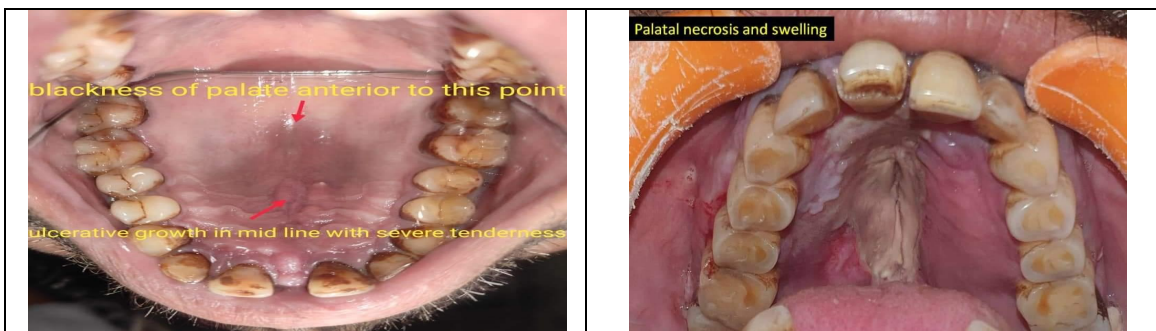 blackness of palate anterior to this point
ulcerative growth in mid line with severe tenderness
Palatal necrosis and swelling